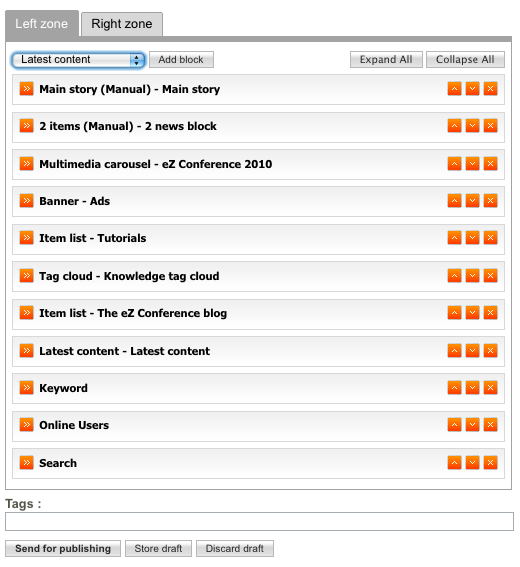 Left zone Right zone
Latest content Add block Expand All Collapse All
Main story (Manual) - Main story
2 items (Manual) - 2 news block
Multimedia carousel - eZ Conference 2010
Banner - Ads
Item list - Tutorials
Tag cloud - Knowledge tag cloud
Item list - The eZ Conference blog
Latest content - Latest content
Keyword
Online Users
Search
Tags :
Send for publishing Store draft Discard draft